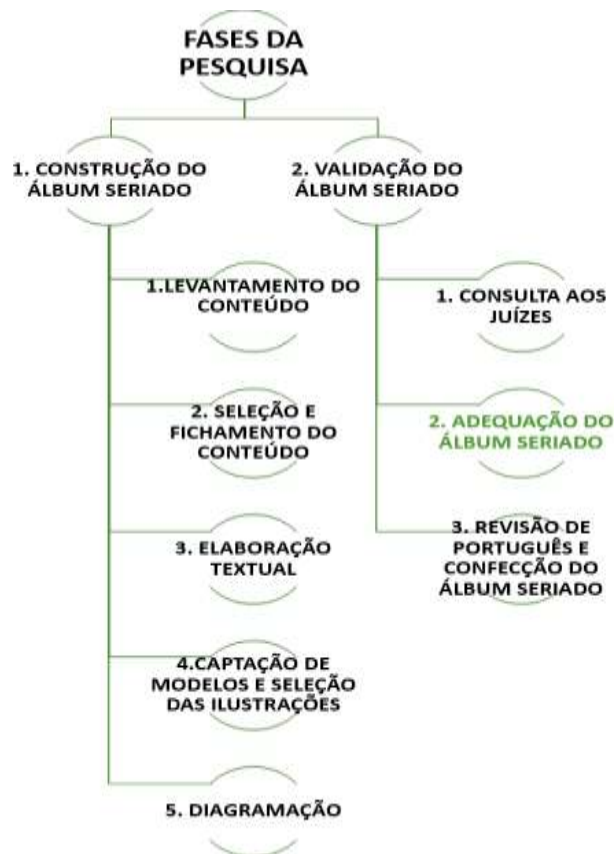 FASES DA
PESQUISA
1. CONSTRUÇÃO DO
ÁLBUM SERIADO
2. VALIDAÇÃO DO
ÁLBUM SERIADO
1.LEVANTAMENTO DO
CONTEÚDO
2. SELEÇÃO E
FICHAMENTO DO
CONTEÚDO
3. ELABORAÇÃO
TEXTUAL
4.CAPTAÇÃO DE
MODELOS E SELEÇÃO
DAS ILUSTRAÇÕES
5. DIAGRAMAÇÃO
1. CONSULTA AOS
JUÍZES
2. ADEQUAÇÃO DO
ÁLBUM SERIADO
3. REVISÃO DE
PORTUGUÊS E
CONFECÇÃO DO
ÁLBUM SERIADO